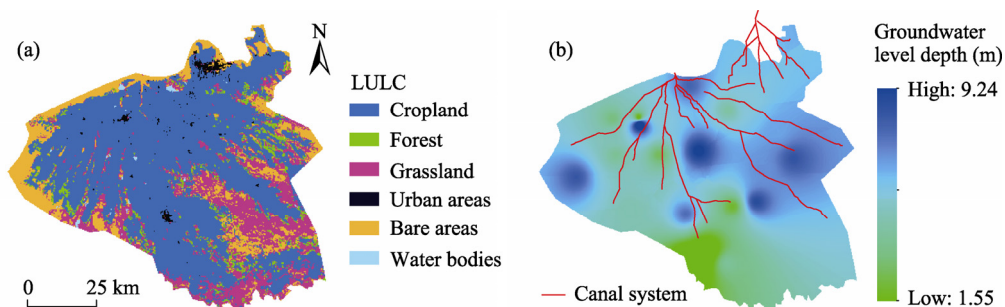 (a)
N
LULC
Cropland
Forest
Grassland
Urban areas
Bare areas
Water bodies
0 25 km
(b)
Groundwater
level depth (m)
High: 9.24
Low: 1.55
Canal system